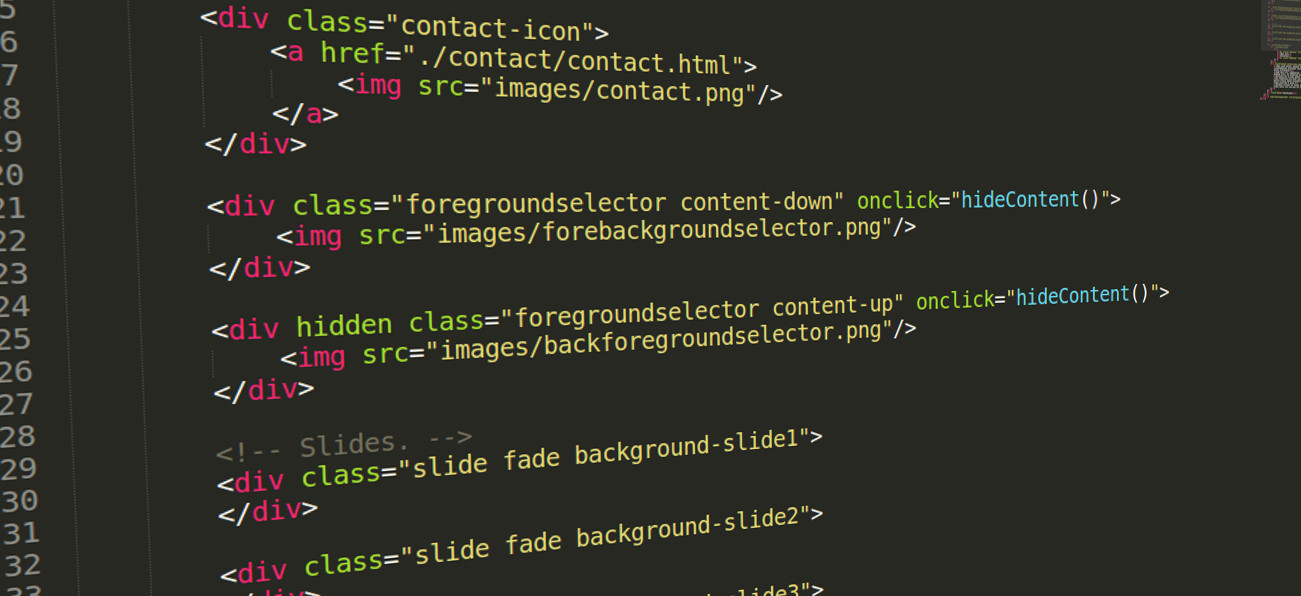 5 <div class="contact-icon">
6 <a href="./contact/contact.html">
7 <img src="images/contact.png"/>
18 </a>
19 </div>
20
21 <div class="foregroundselector content-down" onclick="hideContent()">
22 <img src="images/forebackgroundselector.png"/>
23 </div>
24
25 <div hidden class="foregroundselector content-up" onclick="hideContent()">
26 <img src="images/backforegroundselector.png"/>
27 </div>
28
29 <!-- Slides. -->
30 <div class="slide fade background-slide1">
31 </div>
32
33 <div class="slide fade background-slide2">
</div>
slide3">